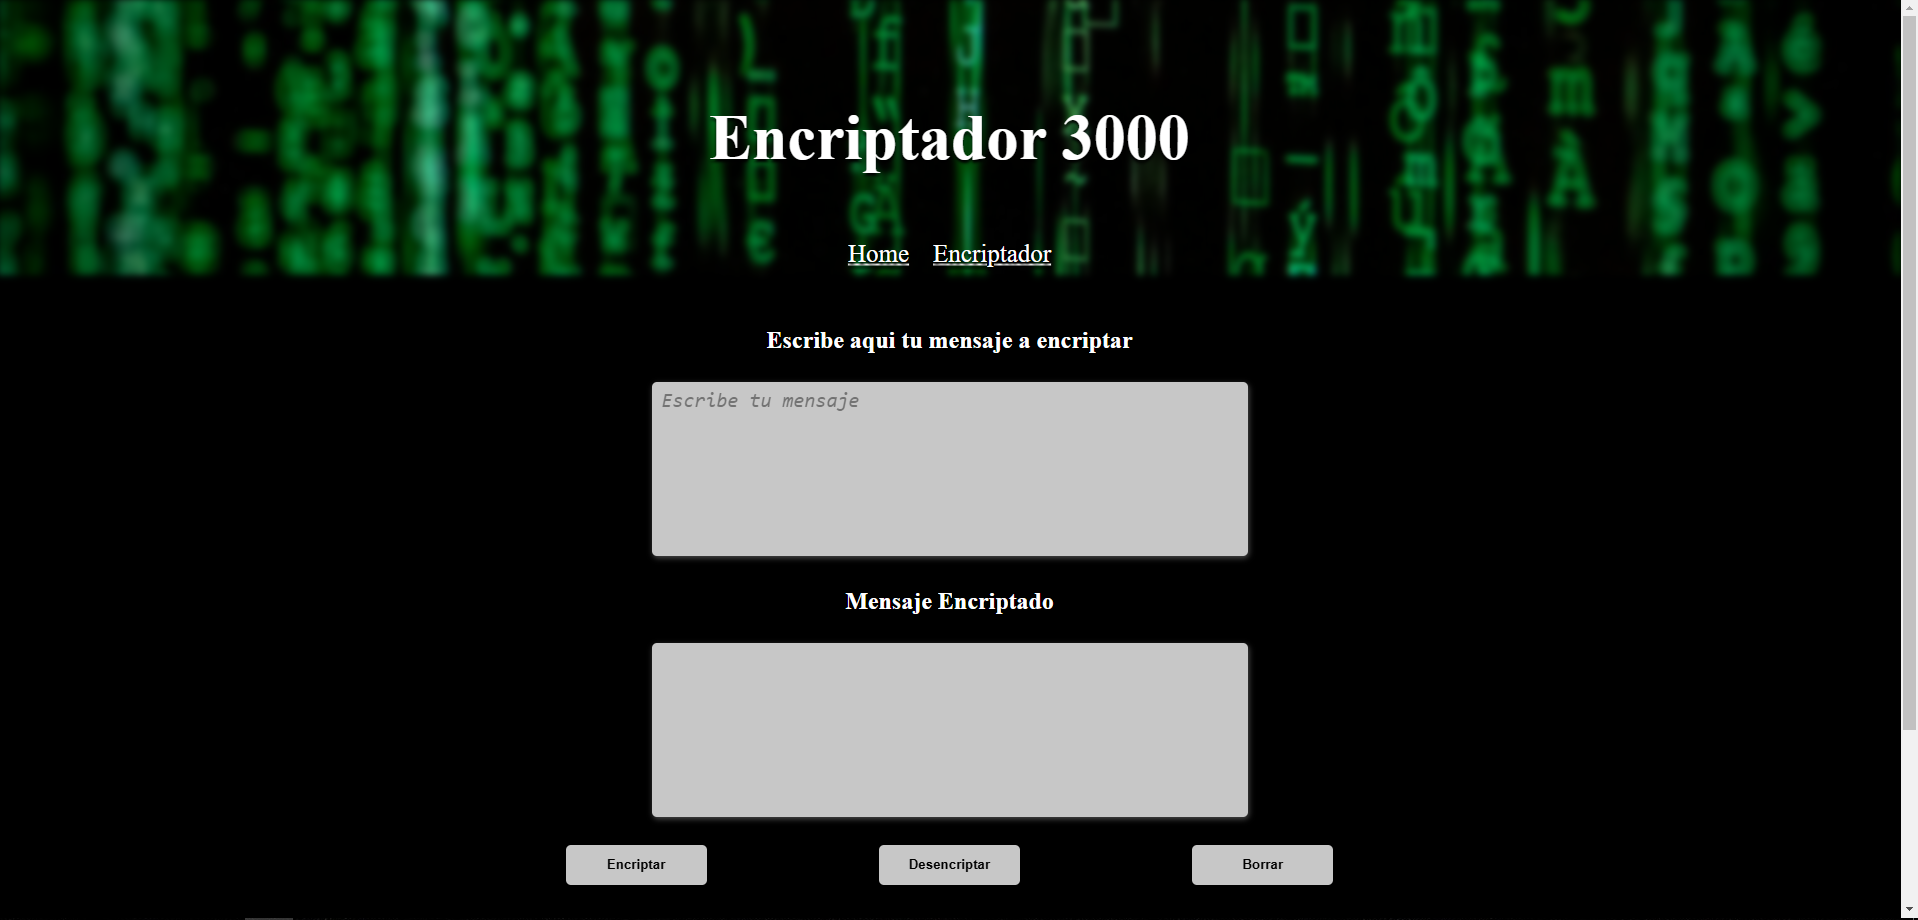 Encriptador 3000
Home Encriptador
Escribe aqui tu mensaje a encriptar
Escribe tu mensaje
Mensaje Encriptado
Encriptar Desencriptar Borrar